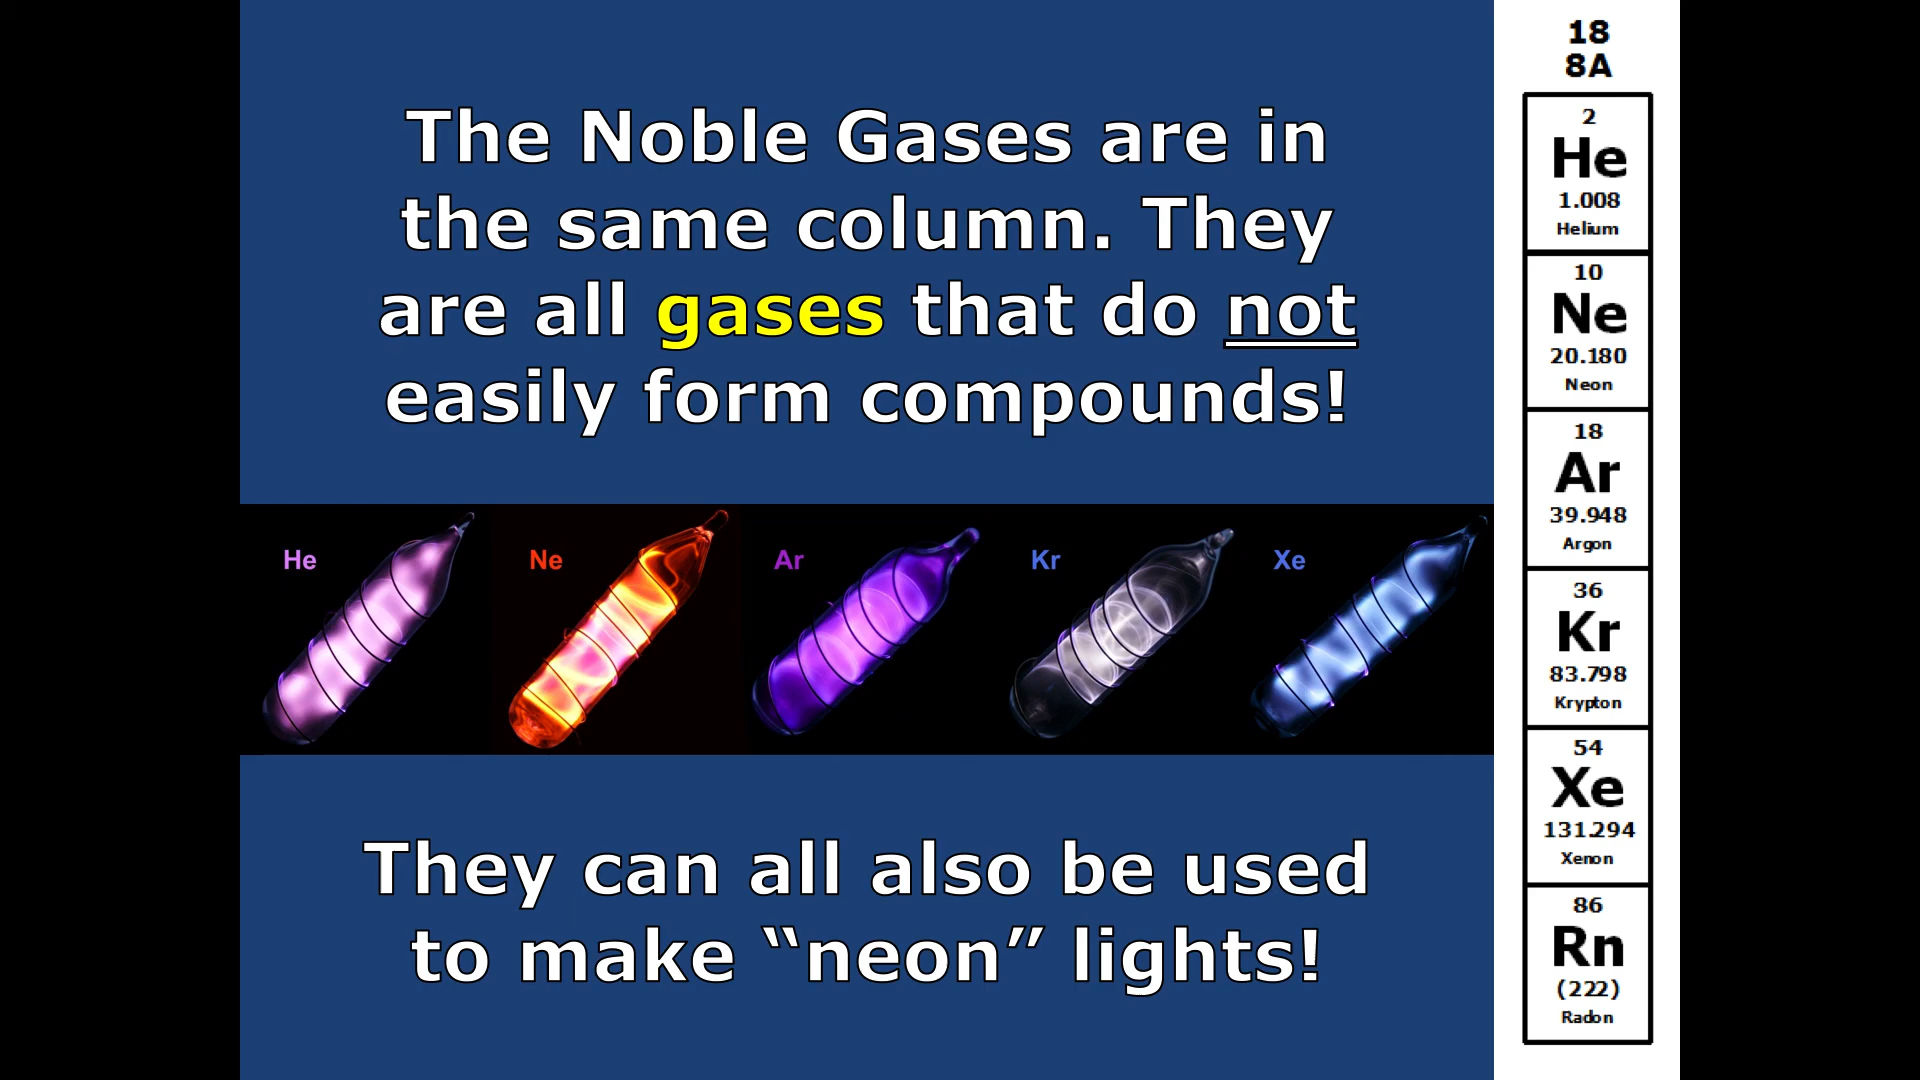 The Noble Gases are in
the same column. They
are all gases that do not
easily form compounds!
He
Ne
Ar
Kr
Xe
They can all also be used
to make “neon” lights!
18
8A
2
He
1.008
Helium
10
Ne
20.180
Neon
18
Ar
39.948
Argon
36
Kr
83.798
Krypton
54
Xe
131.294
Xenon
86
Rn
(222)
Radon